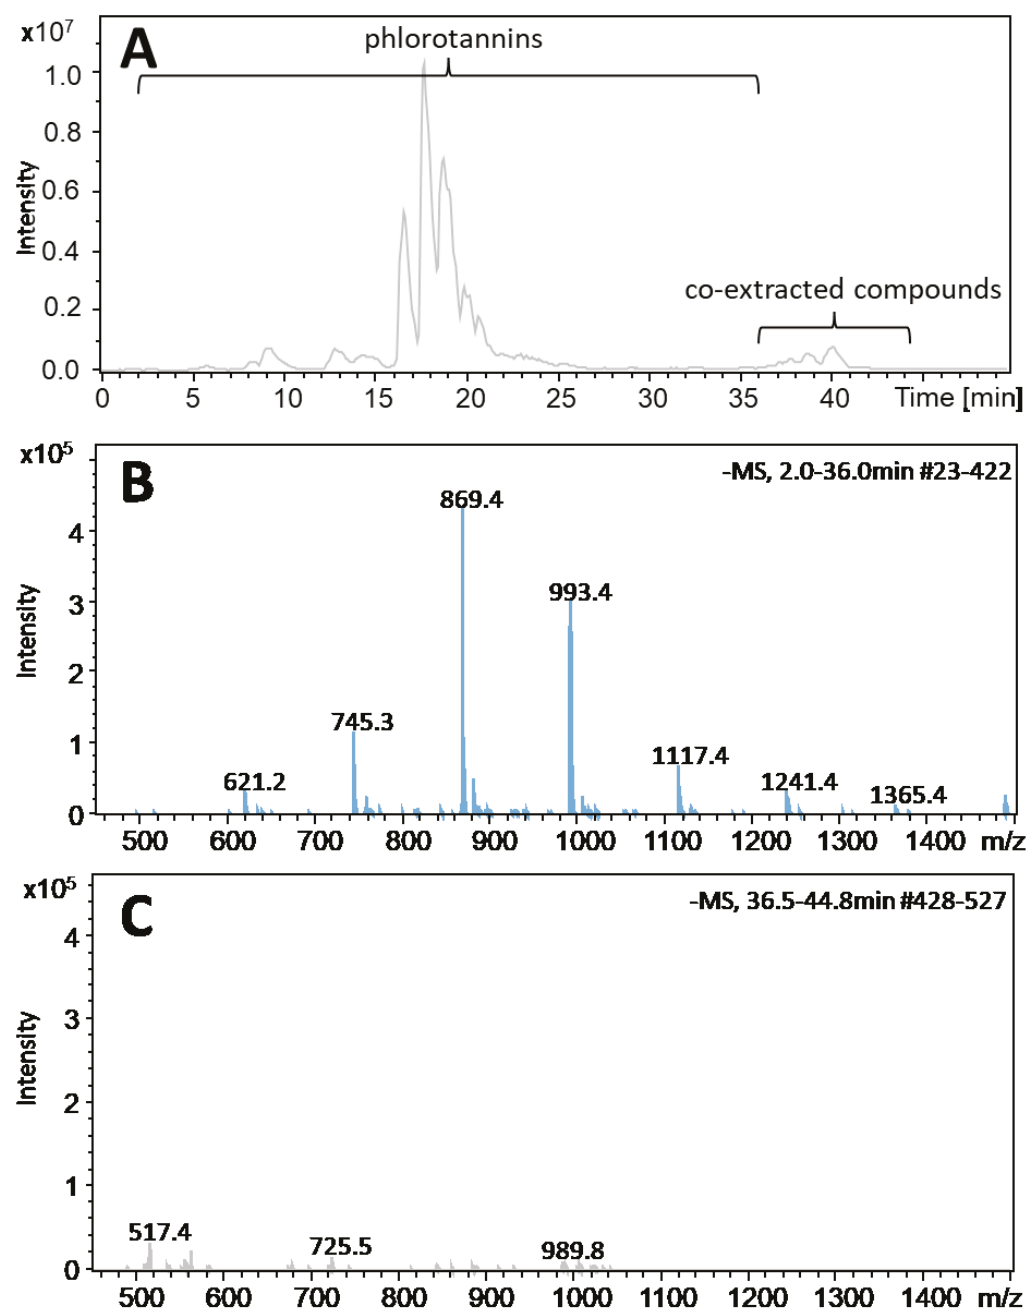 x10⁷
A
phlorotannins
1.0
0.8
0.6
0.4
0.2
0.0
Intensity
co-extracted compounds
0 5 10 15 20 25 30 35 40 Time [min]
x10⁵
B
-MS, 2.0-36.0min #23-422
869.4
993.4
745.3
1117.4
621.2
1241.4
1365.4
4
3
2
1
0
Intensity
500 600 700 800 900 1000 1100 1200 1300 1400 m/z
x10⁵
C
-MS, 36.5-44.8min #428-527
4
3
2
1
0
Intensity
517.4
725.5
989.8
500 600 700 800 900 1000 1100 1200 1300 1400 m/z